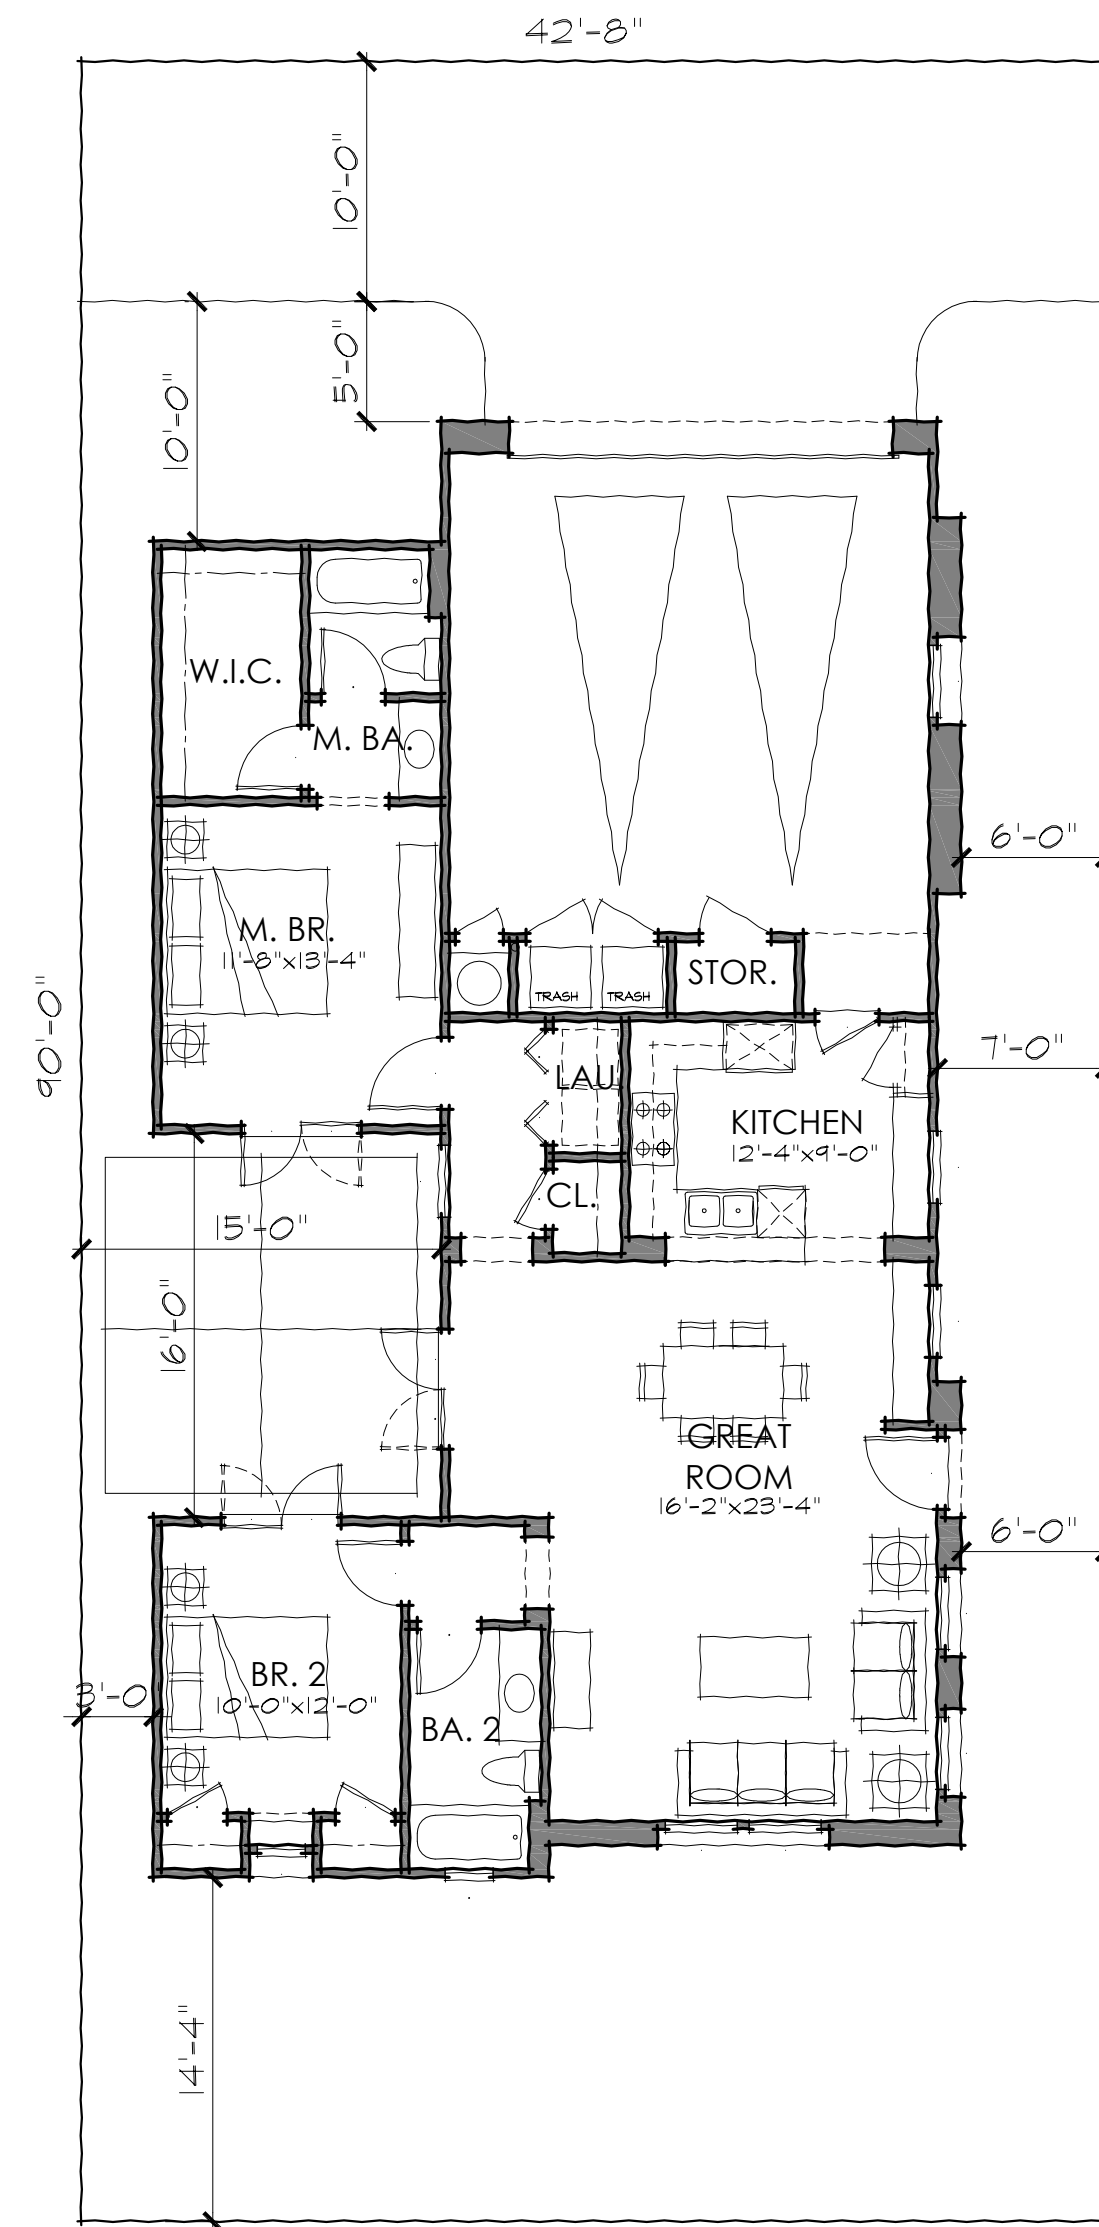 42'-8"
10'-0"
5'-0"
10'-0"
W.I.C.
M. BA.
6'-0"
M. BR.
11'-8"x13'-4"
STOR.
TRASH
TRASH
90'-0"
7'-0"
LAU
KITCHEN
12'-4"x9'-0"
CL.
15'-0"
16'-0"
GREAT
ROOM
16'-2"x23'-4"
6'-0"
BR. 2
10'-0"x12'-0"
3'-0
BA. 2
14'-4"